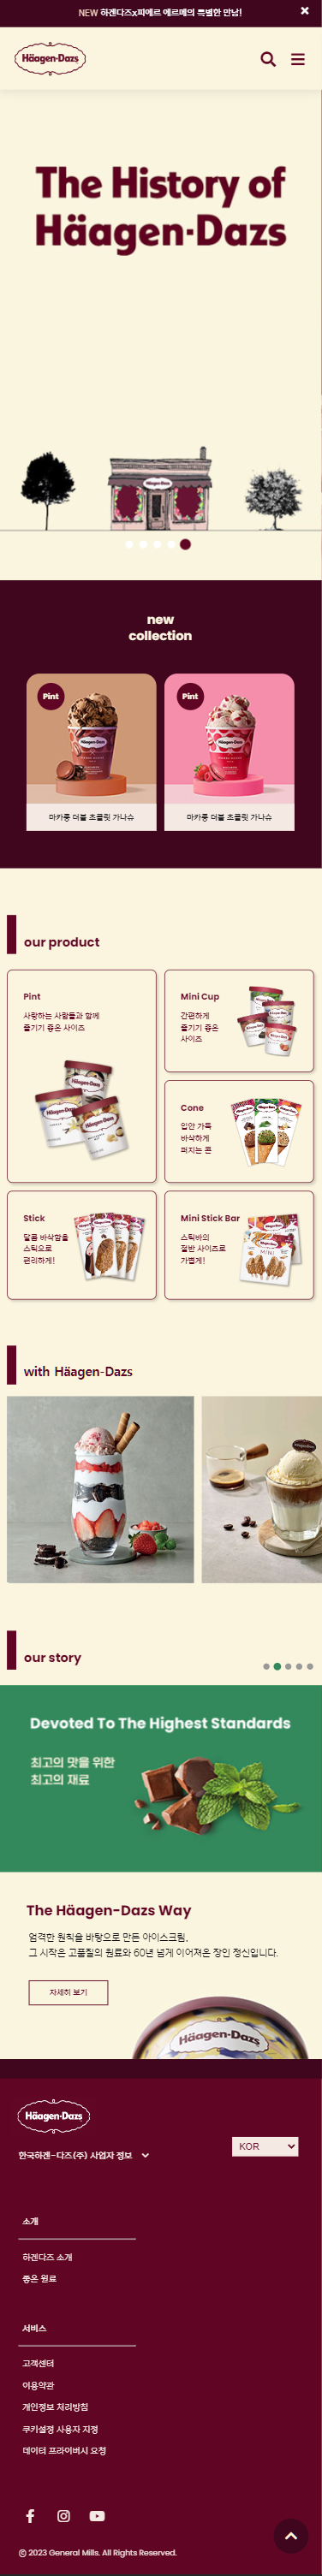 NEW 하겐다즈x피에르 에르메의 특별한 만남!
Häagen-Dazs
The History of
Häagen-Dazs
new
collection
Pint
Pint
Häagen-Dazs
Häagen-Dazs
마카롱 더블 초콜릿 가나슈
마카롱 더블 초콜릿 가나슈
our product
Pint
사랑하는 사람들과 함께
즐기기 좋은 사이즈
Mini Cup
간편하게
즐기기 좋은
사이즈
Cone
입안 가득
바삭하게
퍼지는 콘
Stick
달콤 바삭함을
스틱으로
편리하게!
Mini Stick Bar
스틱바의
절반 사이즈로
가볍게!
with Häagen-Dazs
our story
Devoted To The Highest Standards
최고의 맛을 위한
최고의 재료
The Häagen-Dazs Way
엄격한 원칙을 바탕으로 만든 아이스크림,
그 시작은 고품질의 원료와 60년 넘게 이어져온 장인 정신입니다.
자세히 보기
Häagen-Dazs
Häagen-Dazs
한국하겐-다즈(주) 사업자 정보
KOR
소개
하겐다즈 소개
좋은 원료
서비스
고객센터
이용약관
개인정보 처리방침
쿠키설정 사용자 지정
데이터 프라이버시 요청
© 2023 General Mills. All Rights Reserved.